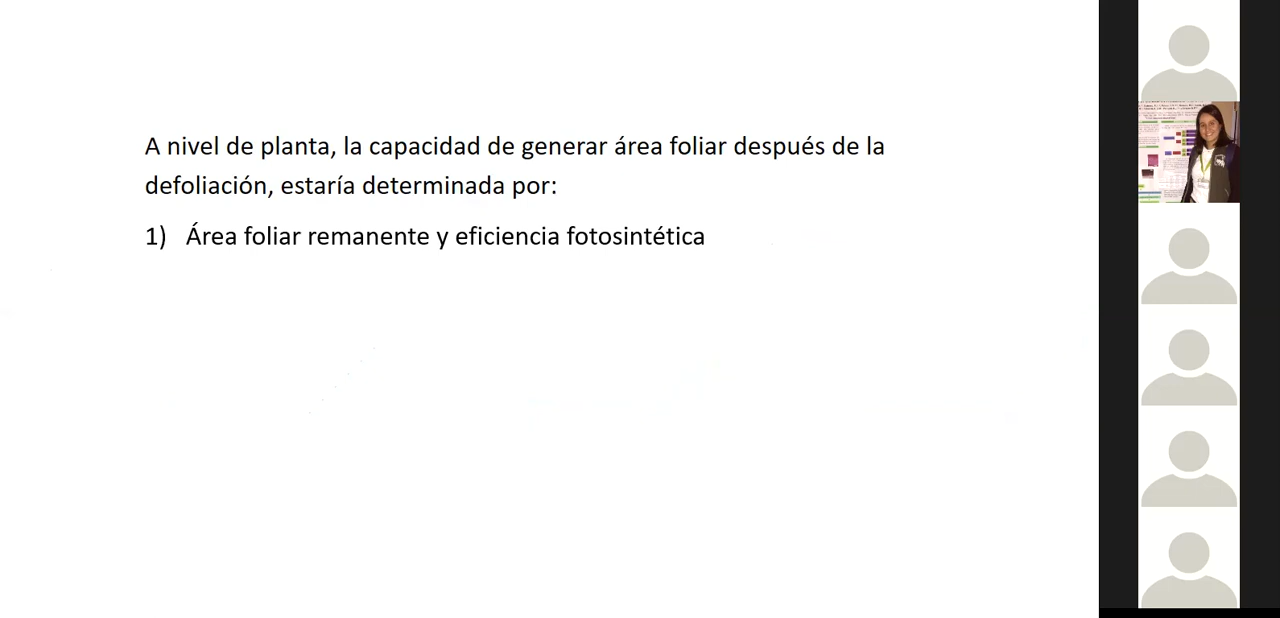 A nivel de planta, la capacidad de generar área foliar después de la
defoliación, estaría determinada por:
1) Área foliar remanente y eficiencia fotosintética